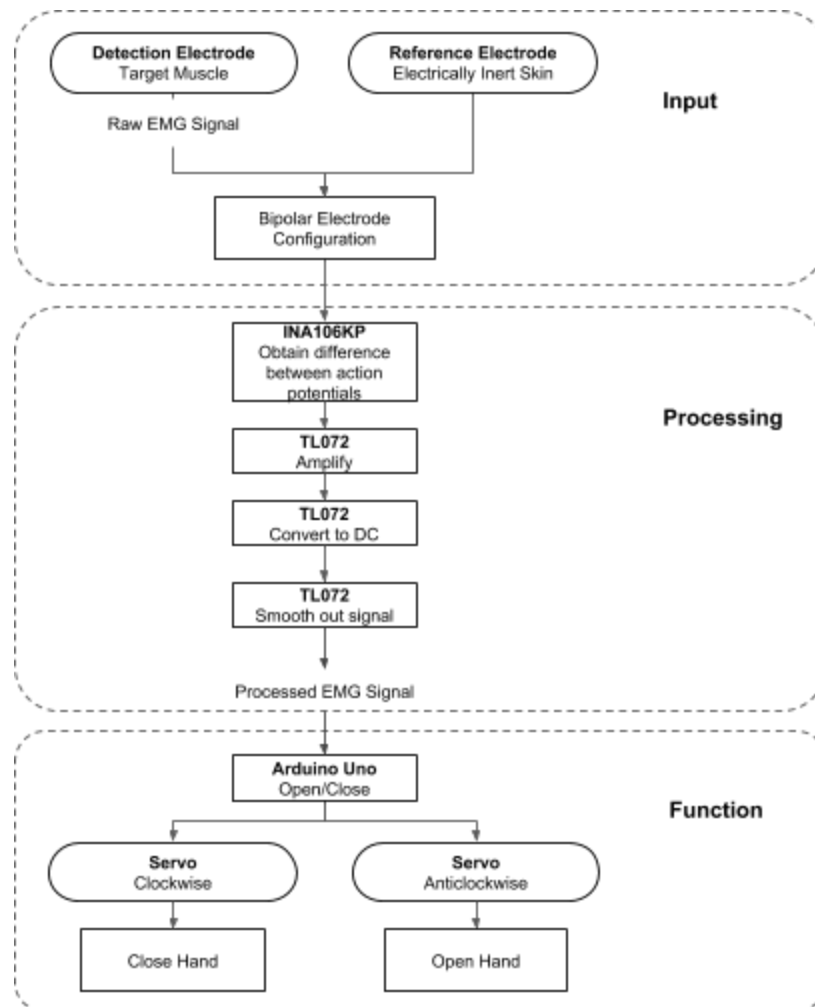 Detection Electrode
Target Muscle
Reference Electrode
Electrically Inert Skin
Input
Raw EMG Signal
Bipolar Electrode
Configuration
INA106KP
Obtain difference
between action
potentials
Processing
TL072
Amplify
TL072
Convert to DC
TL072
Smooth out signal
Processed EMG Signal
Arduino Uno
Open/Close
Function
Servo
Clockwise
Servo
Anticlockwise
Close Hand
Open Hand